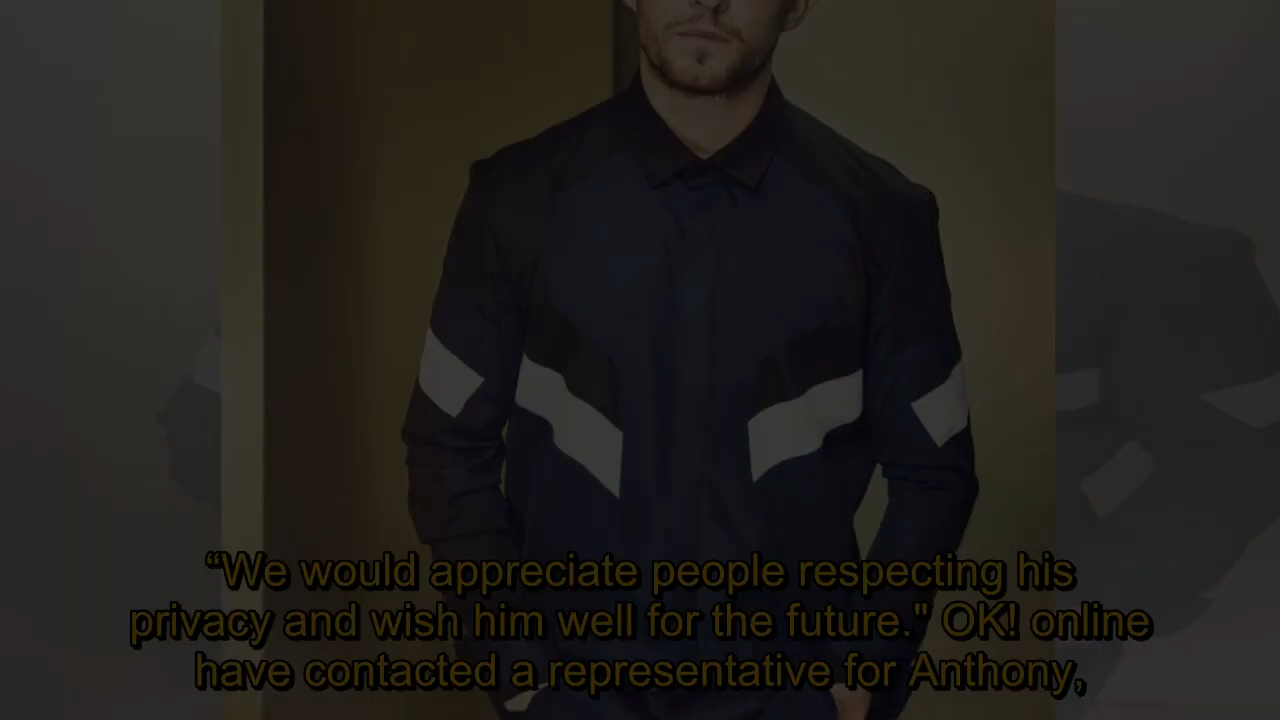 “We would appreciate people respecting his
privacy and wish him well for the future." OK! online
have contacted a representative for Anthony,